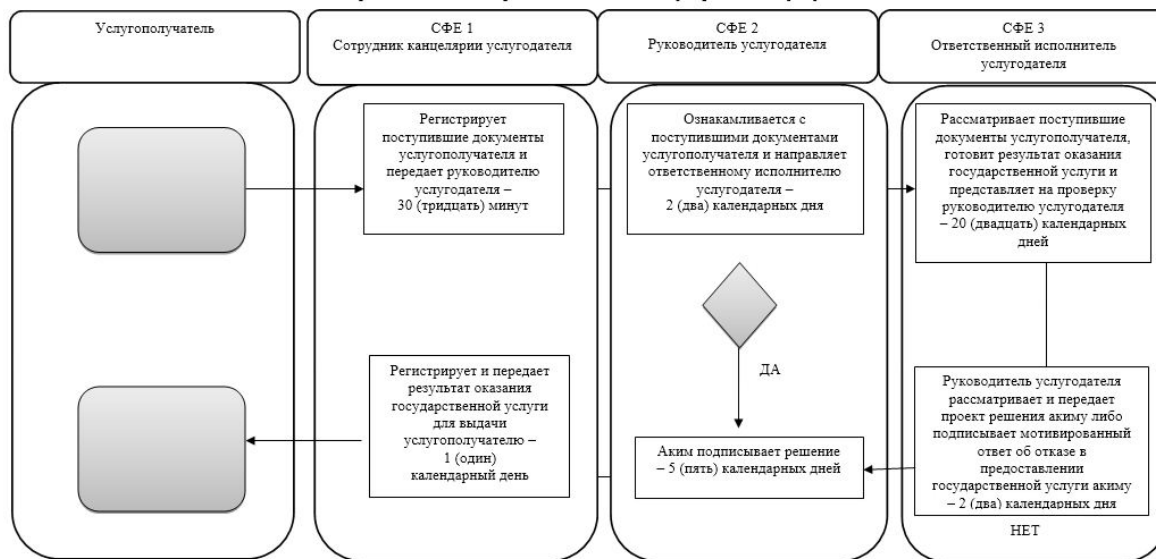 Услугополучатель
СФЕ 1
Сотрудник канцелярии услугодателя
СФЕ 2
Руководитель услугодателя
СФЕ 3
Ответственный исполнитель
услугодателя
Регистрирует
поступившие документы
услугополучателя и
передает руководителю
услугодателя –
30 (тридцать) минут
Ознакамливается с
поступившими документами
услугополучателя и направляет
ответственному исполнителю
услугодателя –
2 (два) календарных дня
Рассматривает поступившие
документы услугополучателя,
готовит результат оказания
государственной услуги и
представляет на проверку
руководителю услугодателя
– 20 (двадцать) календарных
дней
ДА
Регистрирует и передает
результат оказания
государственной услуги
для выдачи
услугополучателю –
1 (один)
календарный день
Аким подписывает решение
– 5 (пять) календарных дней
Руководитель услугодателя
рассматривает и передает
проект решения акиму либо
подписывает мотивированный
ответ об отказе в
предоставлении
государственной услуги акиму
– 2 (два) календарных дня
НЕТ